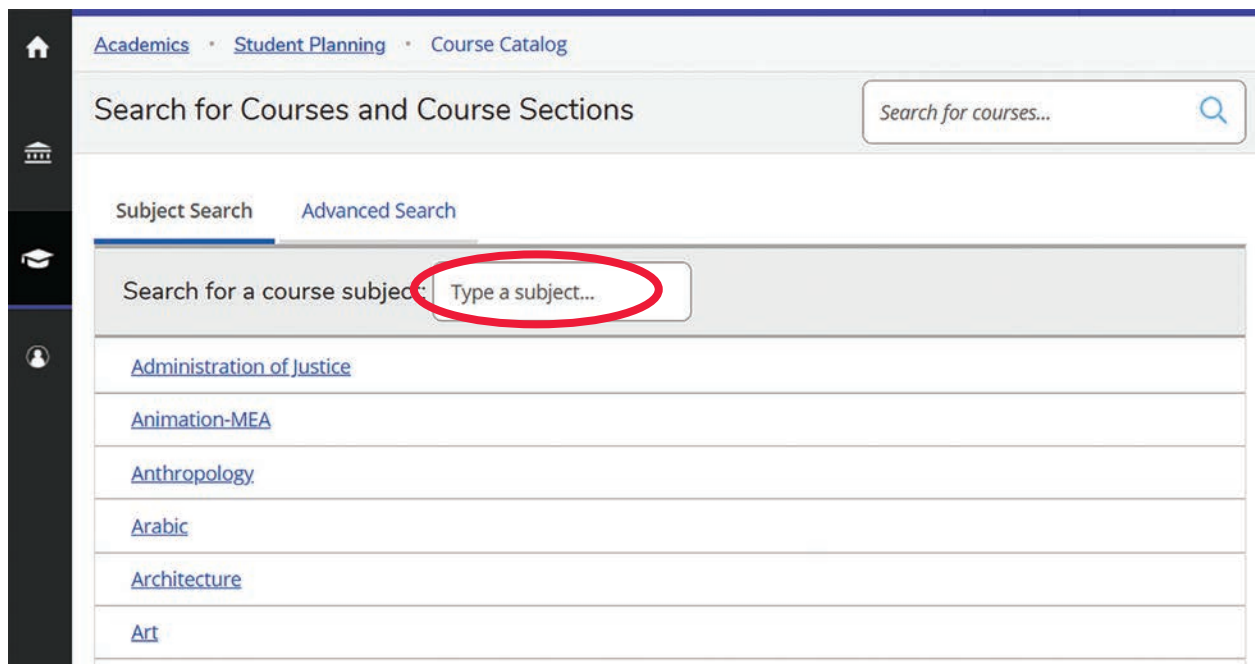 Academics · Student Planning · Course Catalog
Search for Courses and Course Sections
Search for courses...
Subject Search Advanced Search
Search for a course subject: Type a subject...
Administration of Justice
Animation-MEA
Anthropology
Arabic
Architecture
Art